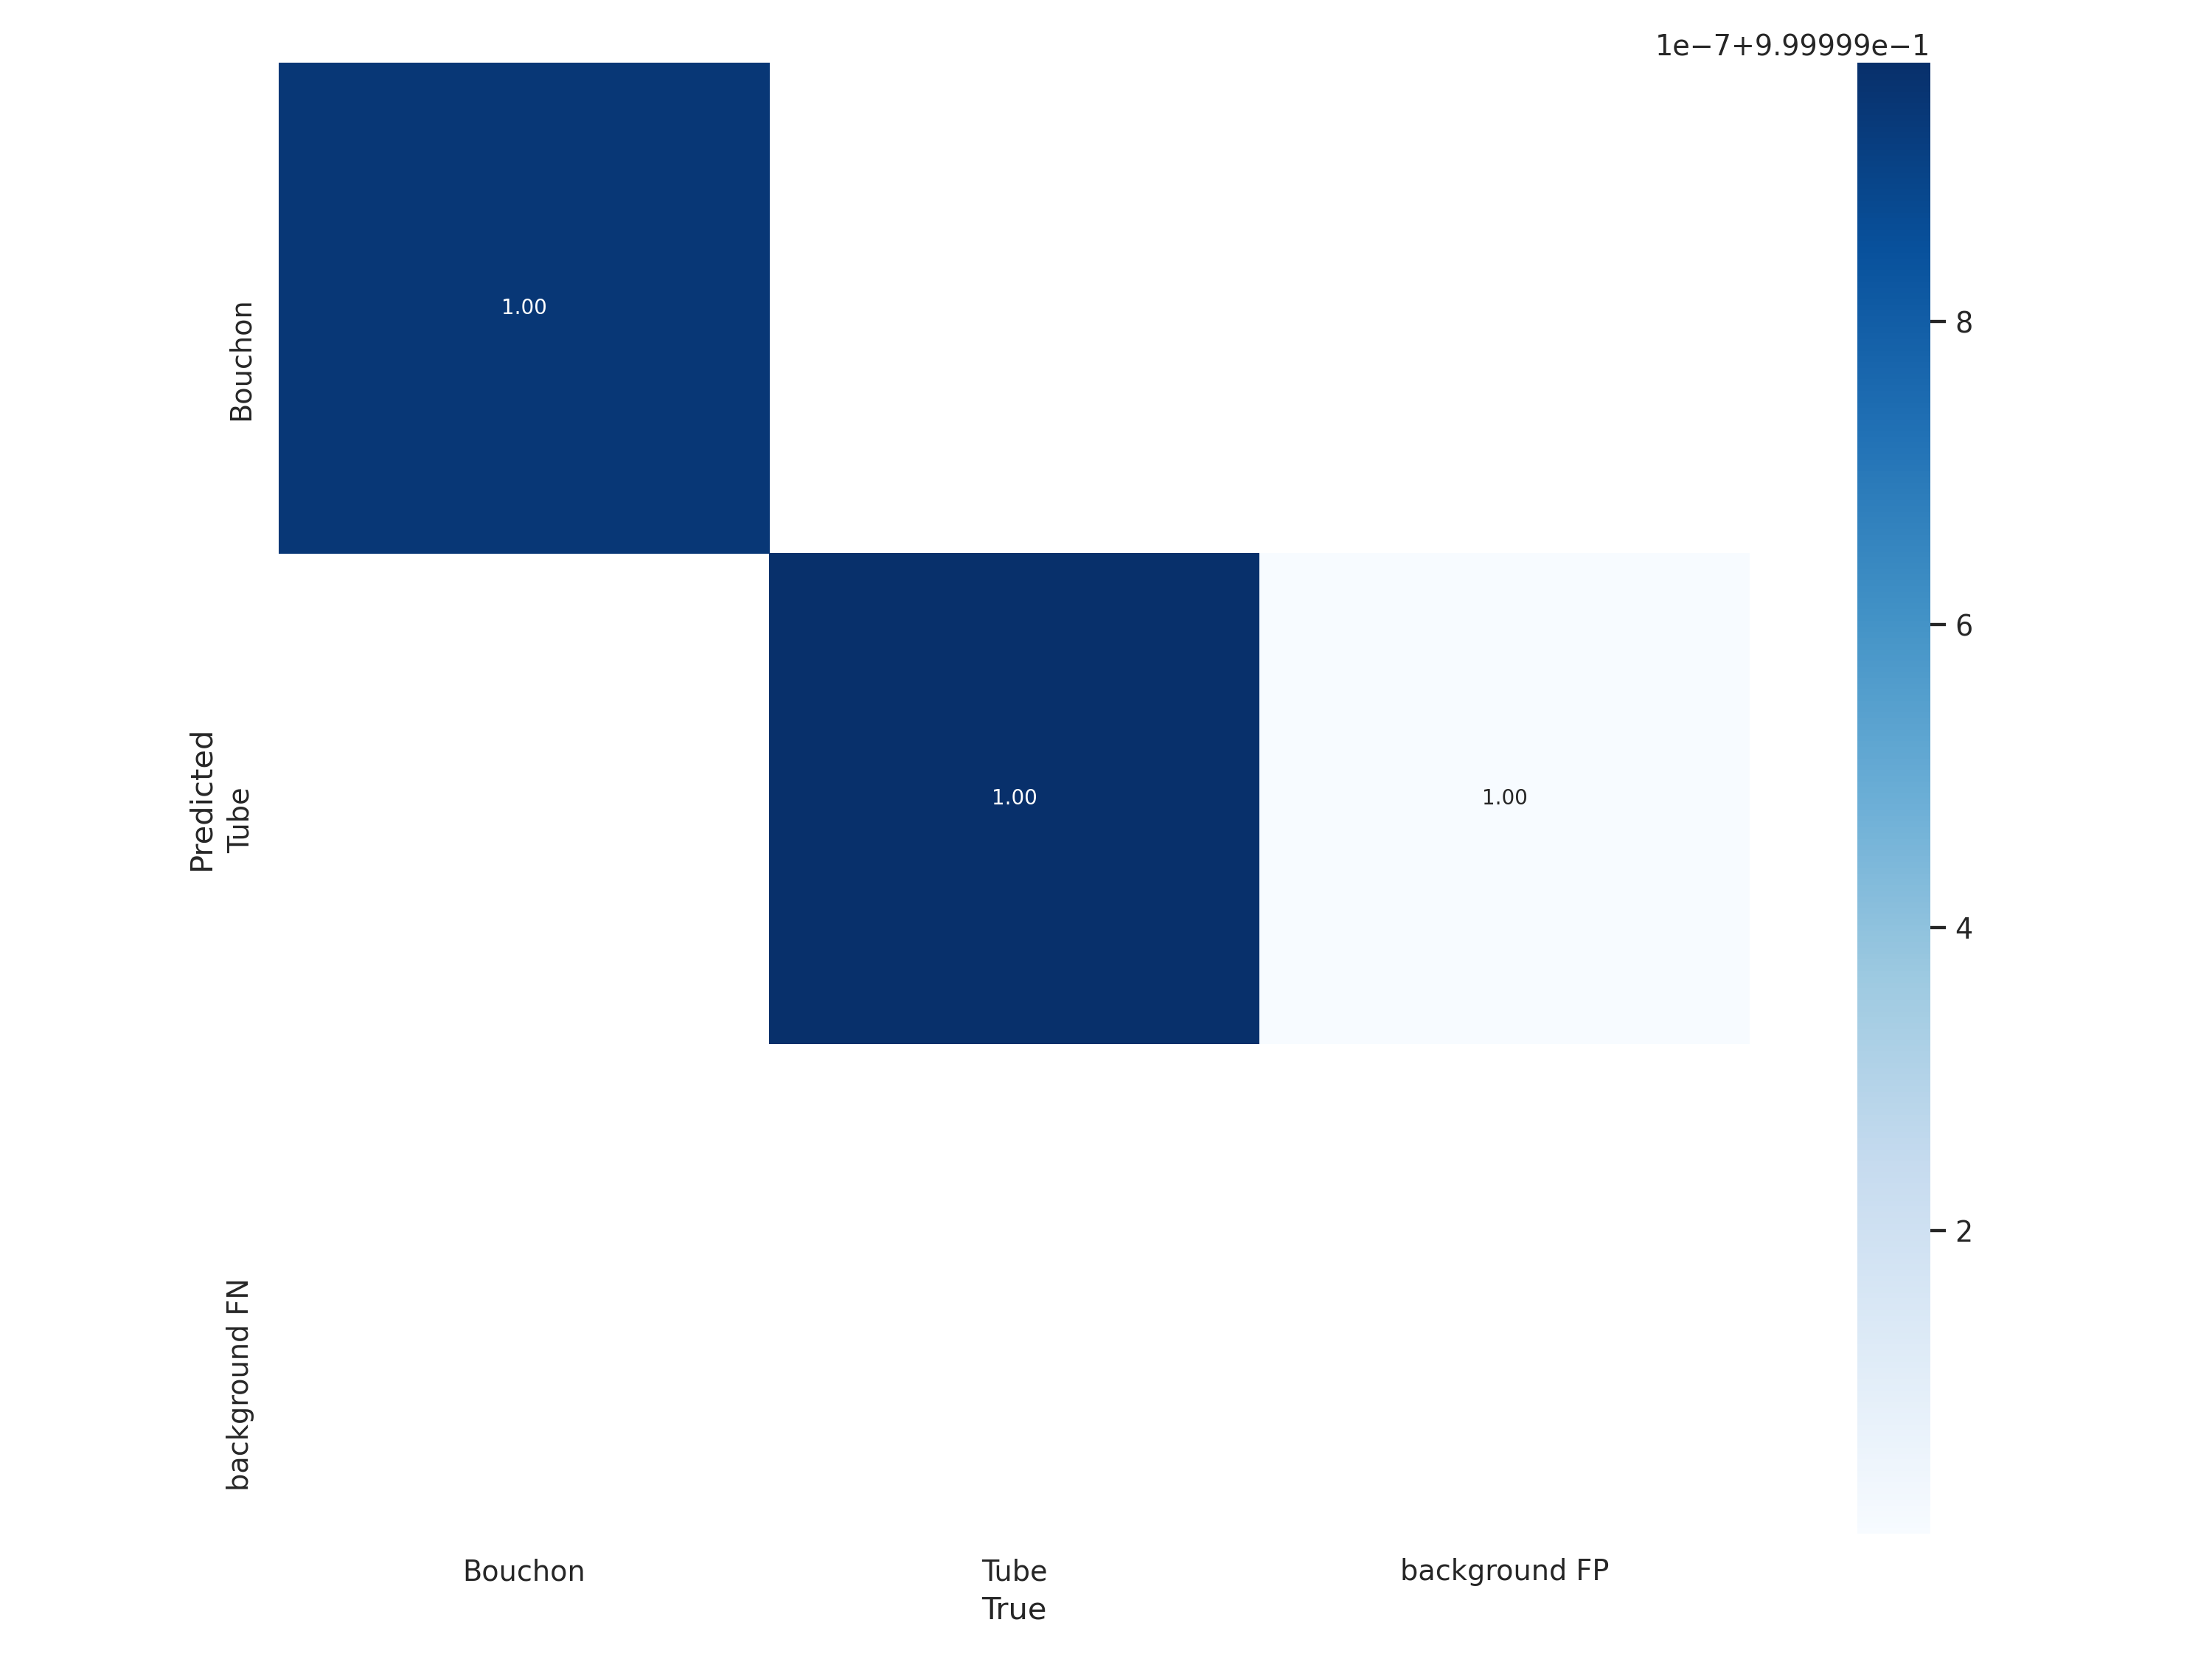 1e−7+9.99999e−1
Bouchon
1.00
8
6
Predicted
Tube
1.00
1.00
4
2
background FN
Bouchon
Tube
background FP
True